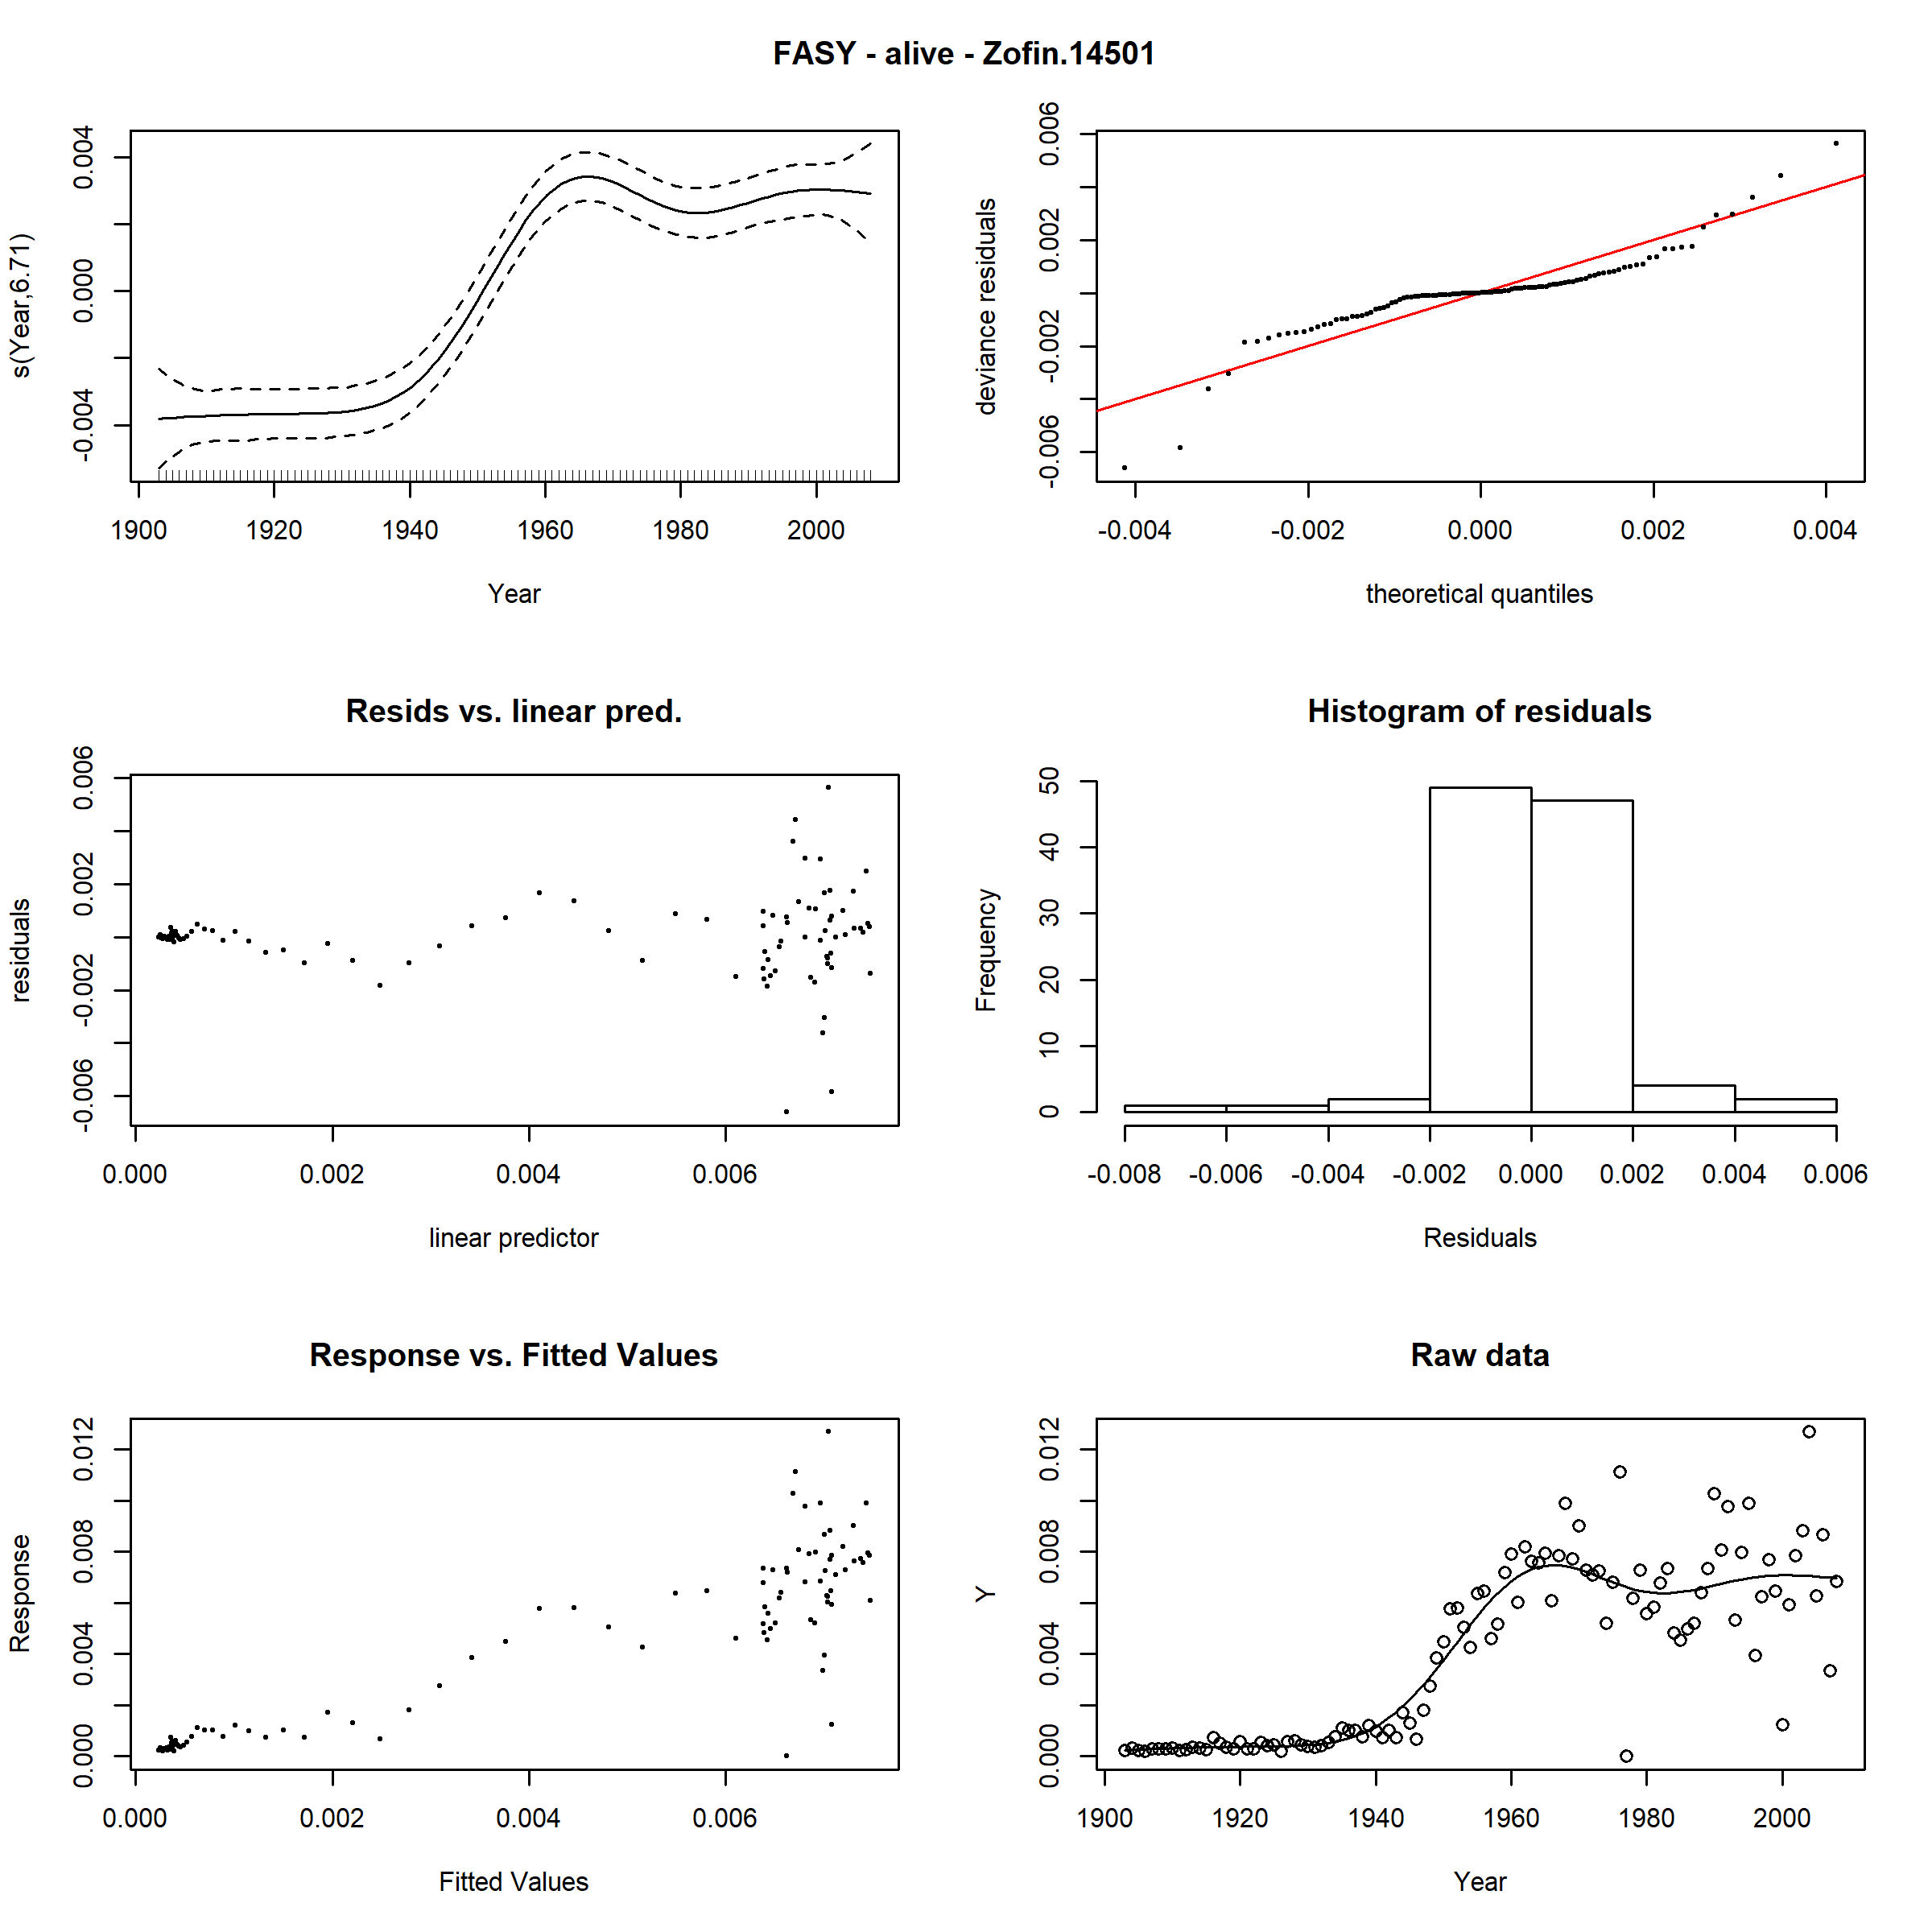 FASY - alive - Zofin.14501
s(Year,6.71)
0.004
0.000
-0.004
1900 1920 1940 1960 1980 2000
Year
deviance residuals
0.006
0.002
-0.002
-0.006
-0.004 -0.002 0.000 0.002 0.004
theoretical quantiles
Resids vs. linear pred.
residuals
0.006
0.002
-0.002
-0.006
0.000 0.002 0.004 0.006
linear predictor
Histogram of residuals
Frequency
50
40
30
20
10
0
-0.008 -0.006 -0.004 -0.002 0.000 0.002 0.004 0.006
Residuals
Response vs. Fitted Values
Response
0.012
0.008
0.004
0.000
0.000 0.002 0.004 0.006
Fitted Values
Raw data
Y
0.012
0.008
0.004
0.000
1900 1920 1940 1960 1980 2000
Year